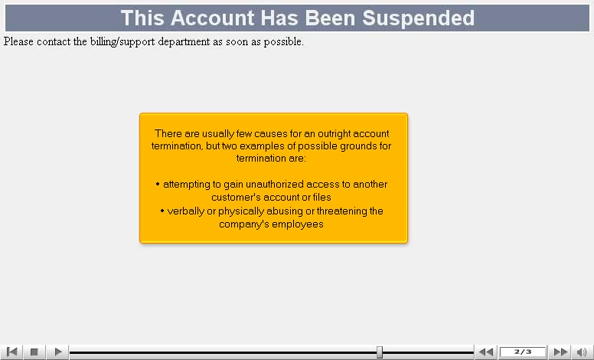 This Account Has Been Suspended
Please contact the billing/support department as soon as possible.
There are usually few causes for an outright account
termination, but two examples of possible grounds for
termination are:
• attempting to gain unauthorized access to another
customer's account or files
• verbally or physically abusing or threatening the
company's employees
2/3